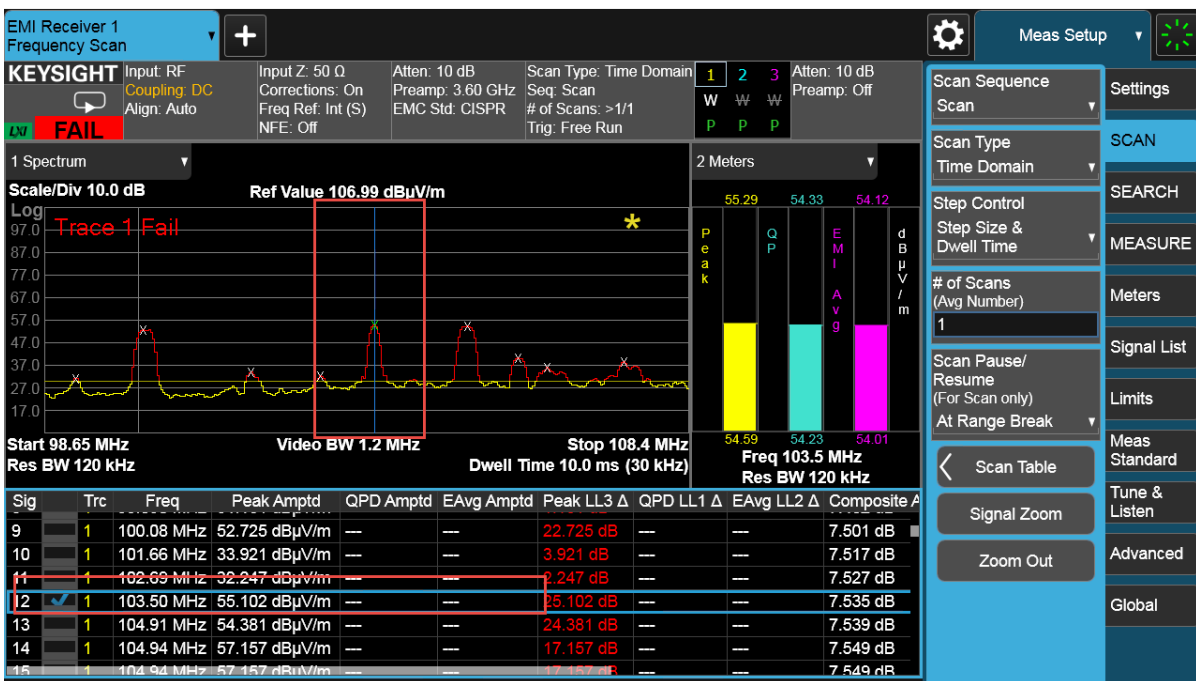 EMI Receiver 1
Frequency Scan
+
Meas Setup
KEYSIGHT
LXI
FAIL
Input: RF
Coupling: DC
Align: Auto
Input Z: 50 Ω
Corrections: On
Freq Ref: Int (S)
NFE: Off
Atten: 10 dB
Preamp: 3.60 GHz
EMC Std: CISPR
Scan Type: Time Domain
Seq: Scan
# of Scans: >1/1
Trig: Free Run
1 2 3
W W W
P P P
Atten: 10 dB
Preamp: Off
1 Spectrum
Scale/Div 10.0 dB
Ref Value 106.99 dBµV/m
Log
Trace 1 Fail
*
97.0
87.0
77.0
67.0
57.0
47.0
37.0
27.0
17.0
Start 98.65 MHz
Video BW 1.2 MHz
Stop 108.4 MHz
Res BW 120 kHz
Dwell Time 10.0 ms (30 kHz)
2 Meters
55.29 54.33 54.12
Peak
QP
EMI Avg
dBµV/m
54.59 54.23 54.01
Freq 103.5 MHz
Res BW 120 kHz
Sig Trc Freq Peak Amptd QPD Amptd EAvg Amptd Peak LL3 Δ QPD LL1 Δ EAvg LL2 Δ Composite A
9 1 100.08 MHz 52.725 dBµV/m --- --- 22.725 dB --- --- 7.501 dB
10 1 101.66 MHz 33.921 dBµV/m --- --- 3.921 dB --- --- 7.517 dB
11 1 102.69 MHz 32.247 dBµV/m --- --- 2.247 dB --- --- 7.527 dB
12 1 103.50 MHz 55.102 dBµV/m --- --- 25.102 dB --- --- 7.535 dB
13 1 104.91 MHz 54.381 dBµV/m --- --- 24.381 dB --- --- 7.539 dB
14 1 104.94 MHz 57.157 dBµV/m --- --- 17.157 dB --- --- 7.549 dB
15 1 104.94 MHz 57.157 dBµV/m --- --- 17.157 dB --- --- 7.549 dB
Scan Sequence
Scan
Scan Type
Time Domain
Step Control
Step Size &
Dwell Time
# of Scans
(Avg Number)
1
Scan Pause/
Resume
(For Scan only)
At Range Break
Scan Table
Signal Zoom
Zoom Out
Settings
SCAN
SEARCH
MEASURE
Meters
Signal List
Limits
Meas
Standard
Tune &
Listen
Advanced
Global